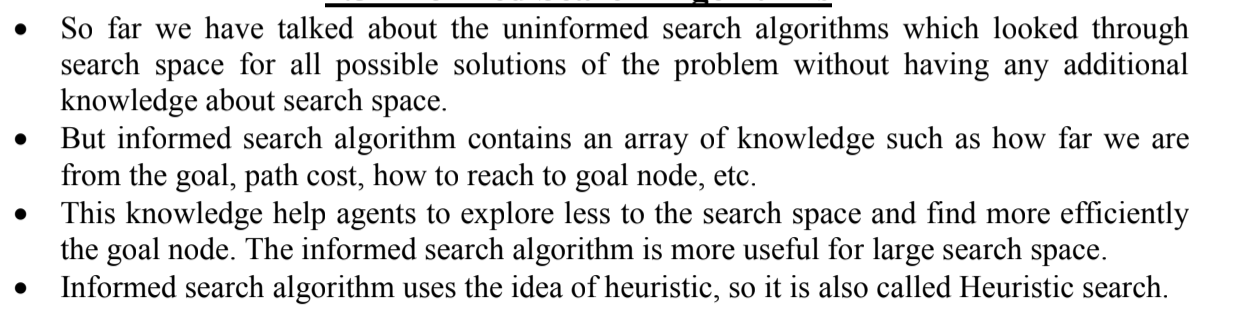 • So far we have talked about the uninformed search algorithms which looked through
search space for all possible solutions of the problem without having any additional
knowledge about search space.
• But informed search algorithm contains an array of knowledge such as how far we are
from the goal, path cost, how to reach to goal node, etc.
• This knowledge help agents to explore less to the search space and find more efficiently
the goal node. The informed search algorithm is more useful for large search space.
• Informed search algorithm uses the idea of heuristic, so it is also called Heuristic search.